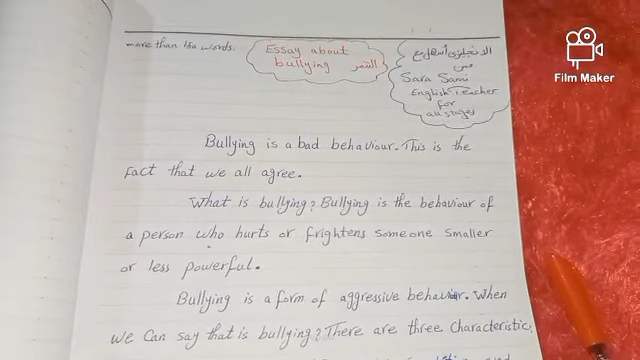 more than 150 words.
Essay about
bullying التنمر
الانجليزي أسهل مع
ميس
Sara Sami
English Teacher
for
all stages
Film Maker
Bullying is a bad behaviour. This is the
fact that we all agree.
What is bullying? Bullying is the behaviour of
a person who hurts or frightens someone smaller
or less powerful.
Bullying is a form of aggressive behavior. When
we can say that is bullying? There are three characteristic